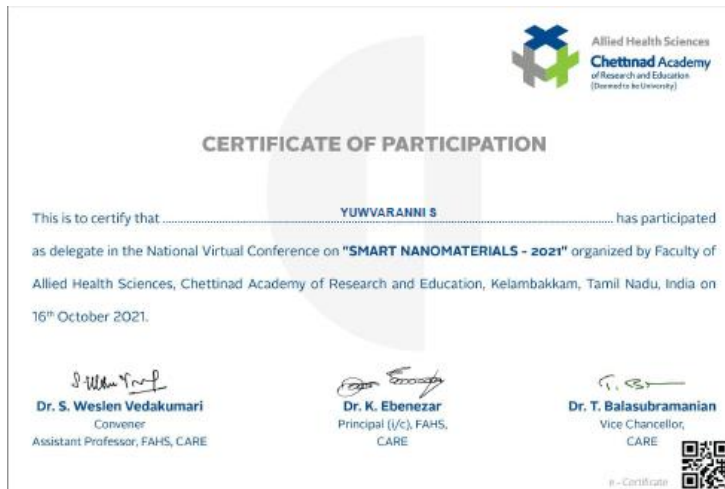 Allied Health Sciences
Chettinad Academy
of Research and Education
(Deemed to be University)
CERTIFICATE OF PARTICIPATION
This is to certify that ........ YUWVARANNI S ........ has participated
as delegate in the National Virtual Conference on "SMART NANOMATERIALS - 2021" organized by Faculty of
Allied Health Sciences, Chettinad Academy of Research and Education, Kelambakkam, Tamil Nadu, India on
16th October 2021.
Dr. S. Weslen Vedakumari
Convener
Assistant Professor, FAHS, CARE
Dr. K. Ebenezar
Principal (i/c), FAHS,
CARE
Dr. T. Balasubramanian
Vice Chancellor,
CARE
e - Certificate